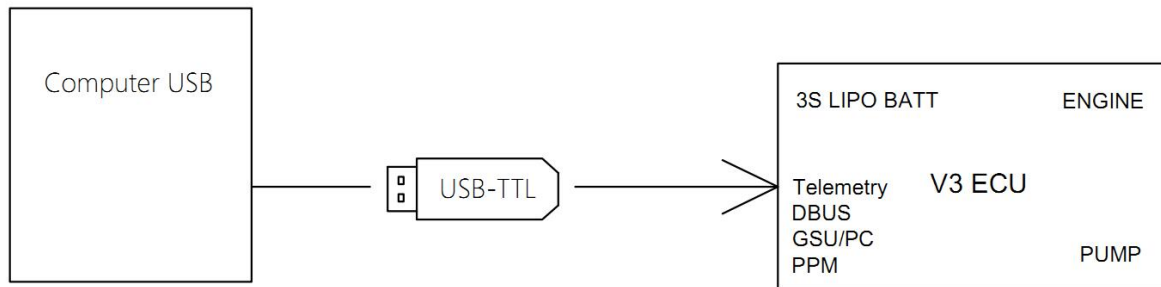 Computer USB
USB-TTL
3S LIPO BATT ENGINE
Telemetry V3 ECU
DBUS
GSU/PC
PPM PUMP